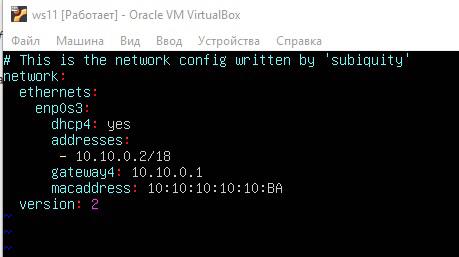 ws11 [Работает] - Oracle VM VirtualBox
Файл Машина Вид Ввод Устройства Справка
# This is the network config written by 'subiquity'
network:
  ethernets:
    enp0s3:
      dhcp4: yes
      addresses:
       - 10.10.0.2/18
      gateway4: 10.10.0.1
      macaddress: 10:10:10:10:10:BA
  version: 2
~
~
~